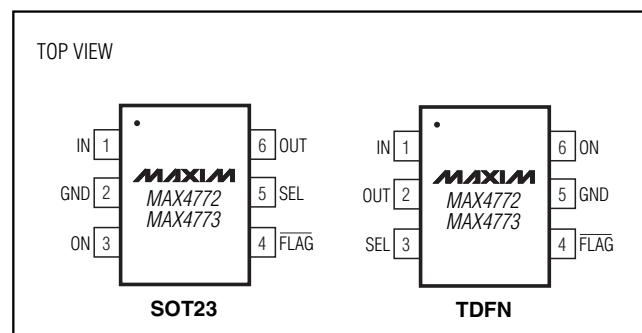 TOP VIEW
IN 1
GND 2
ON 3
6 OUT
5 SEL
4 FLAG
MAXIM
MAX4772
MAX4773
SOT23
IN 1
OUT 2
SEL 3
6 ON
5 GND
4 FLAG
MAXIM
MAX4772
MAX4773
TDFN